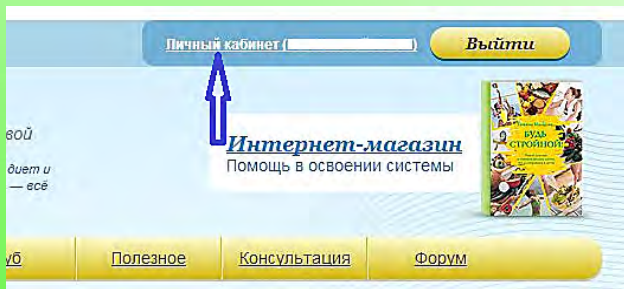 Личный кабинет ( )
Выйти
вой
Интернет-магазин
Помощь в освоении системы
диет и
— всё
БУДЬ
СТРОЙНОЙ!
уб
Полезное
Консультация
Форум